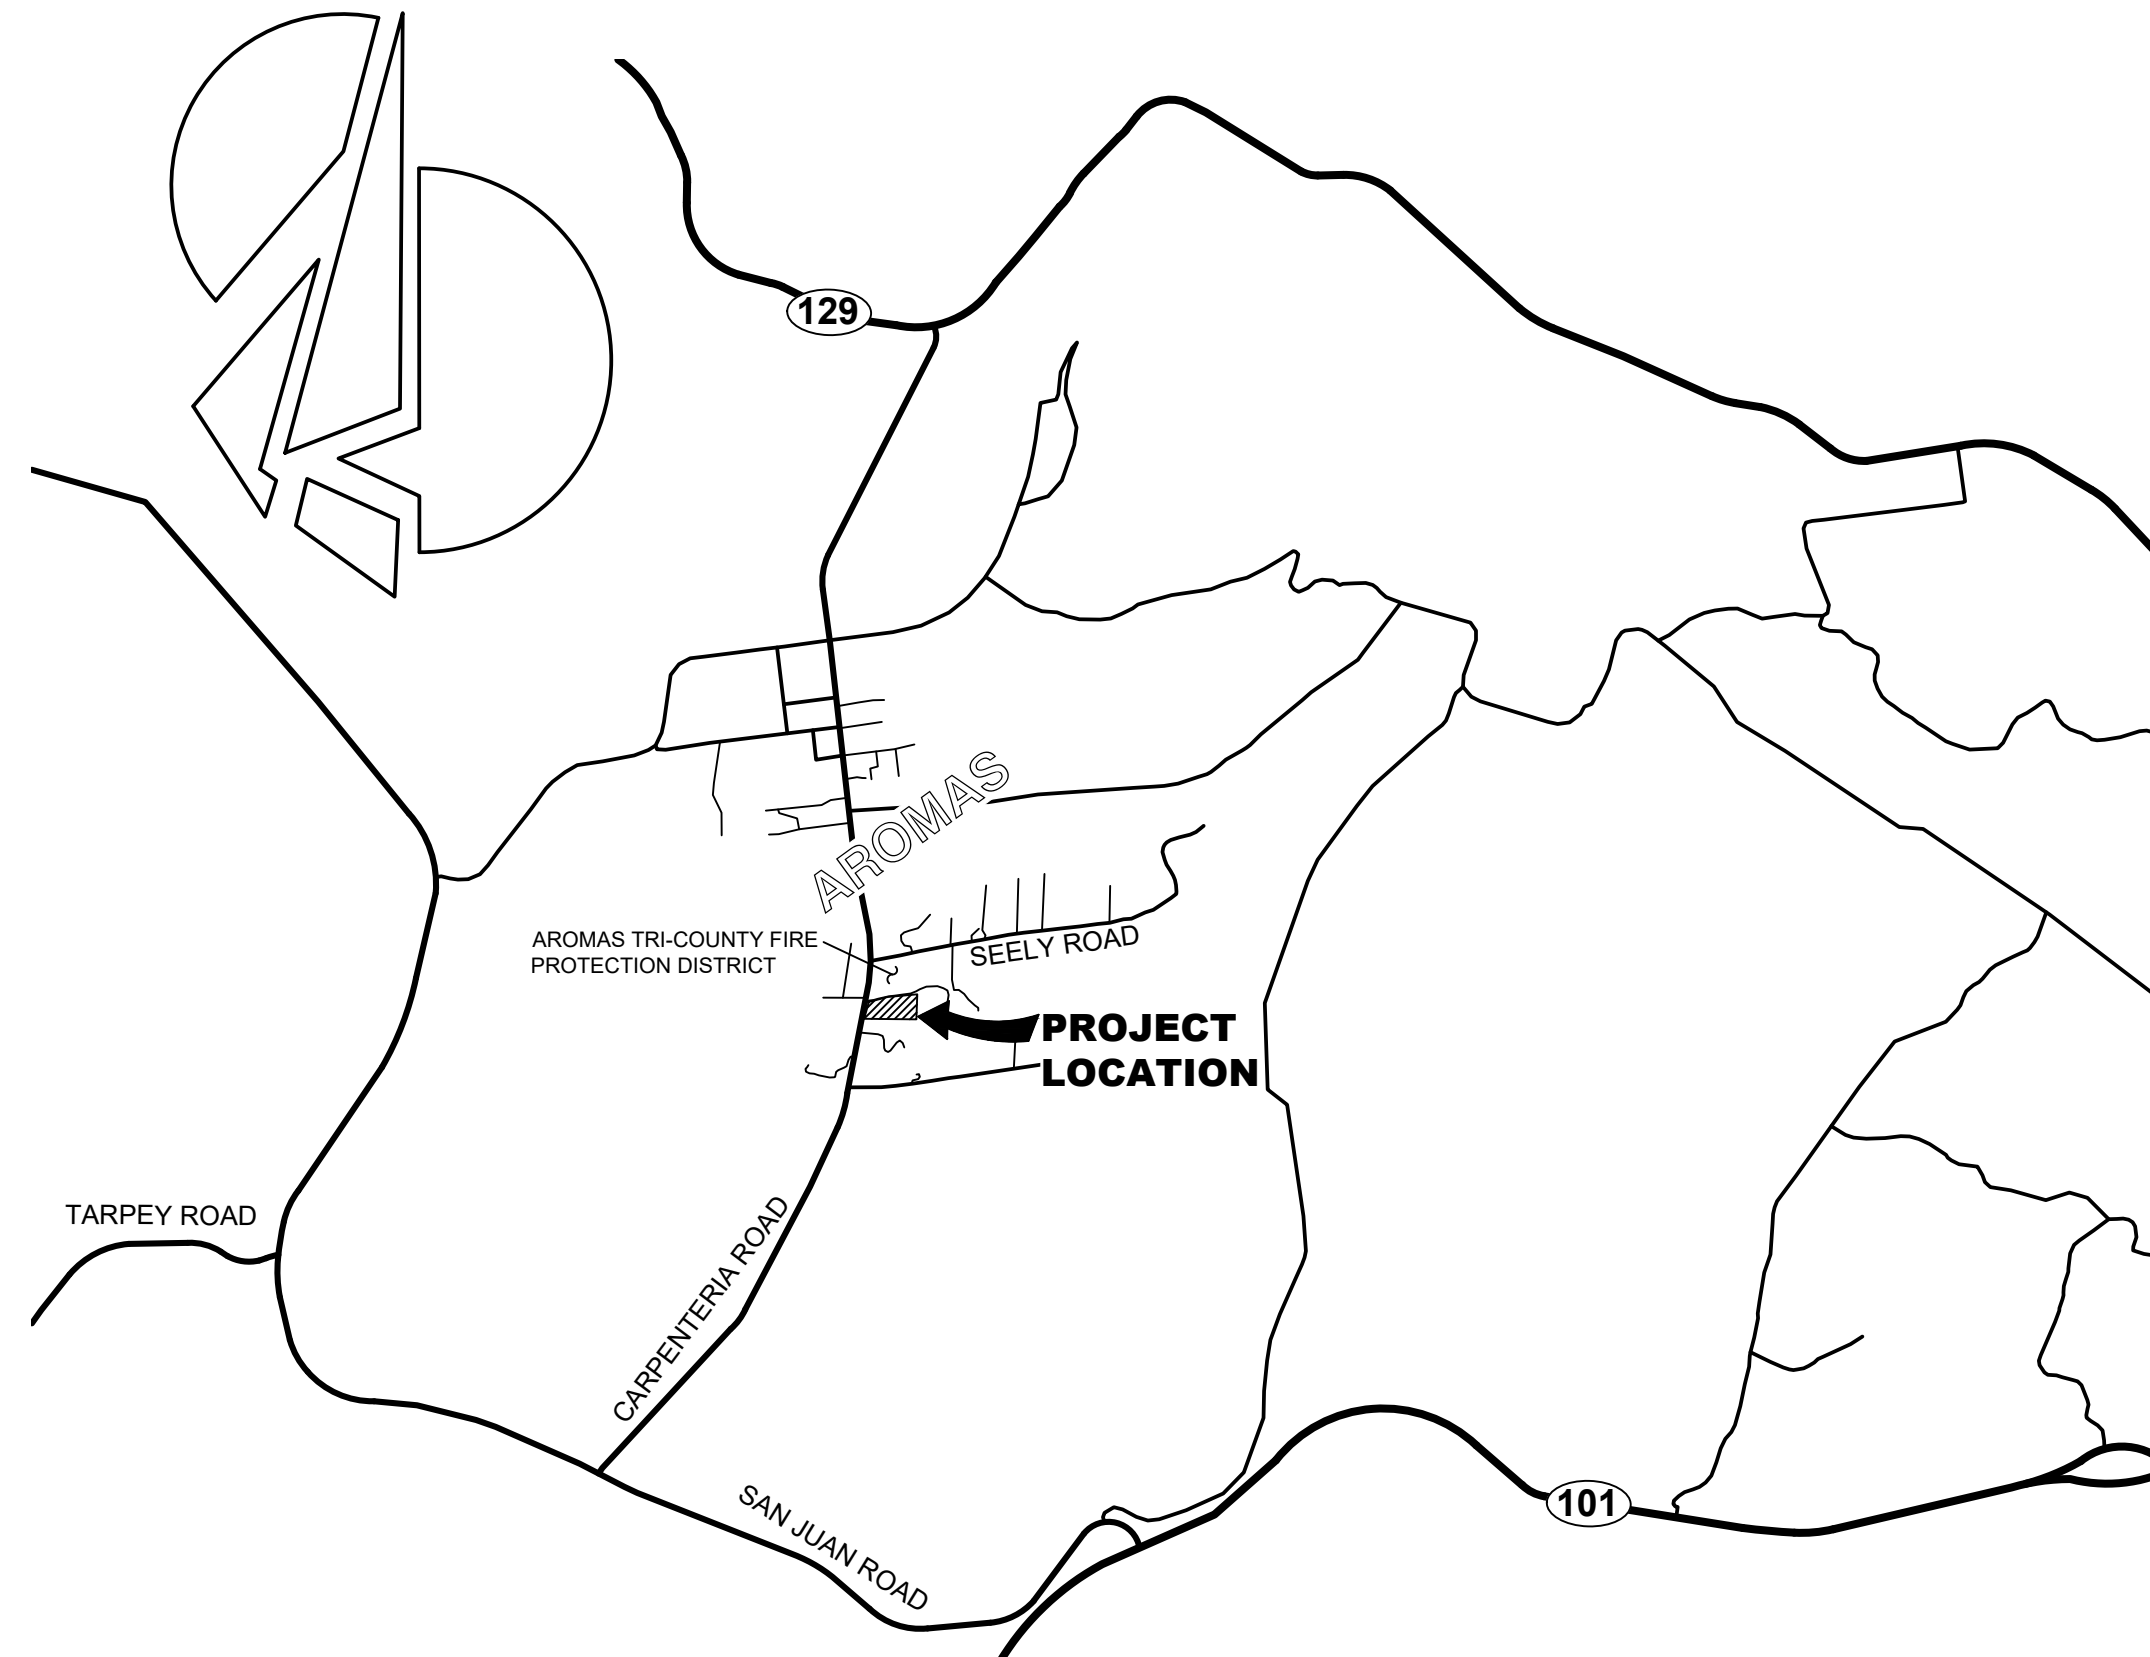 129
AROMAS
AROMAS TRI-COUNTY FIRE
PROTECTION DISTRICT
SEELY ROAD
PROJECT
LOCATION
TARPEY ROAD
CARPENTERIA ROAD
SAN JUAN ROAD
101